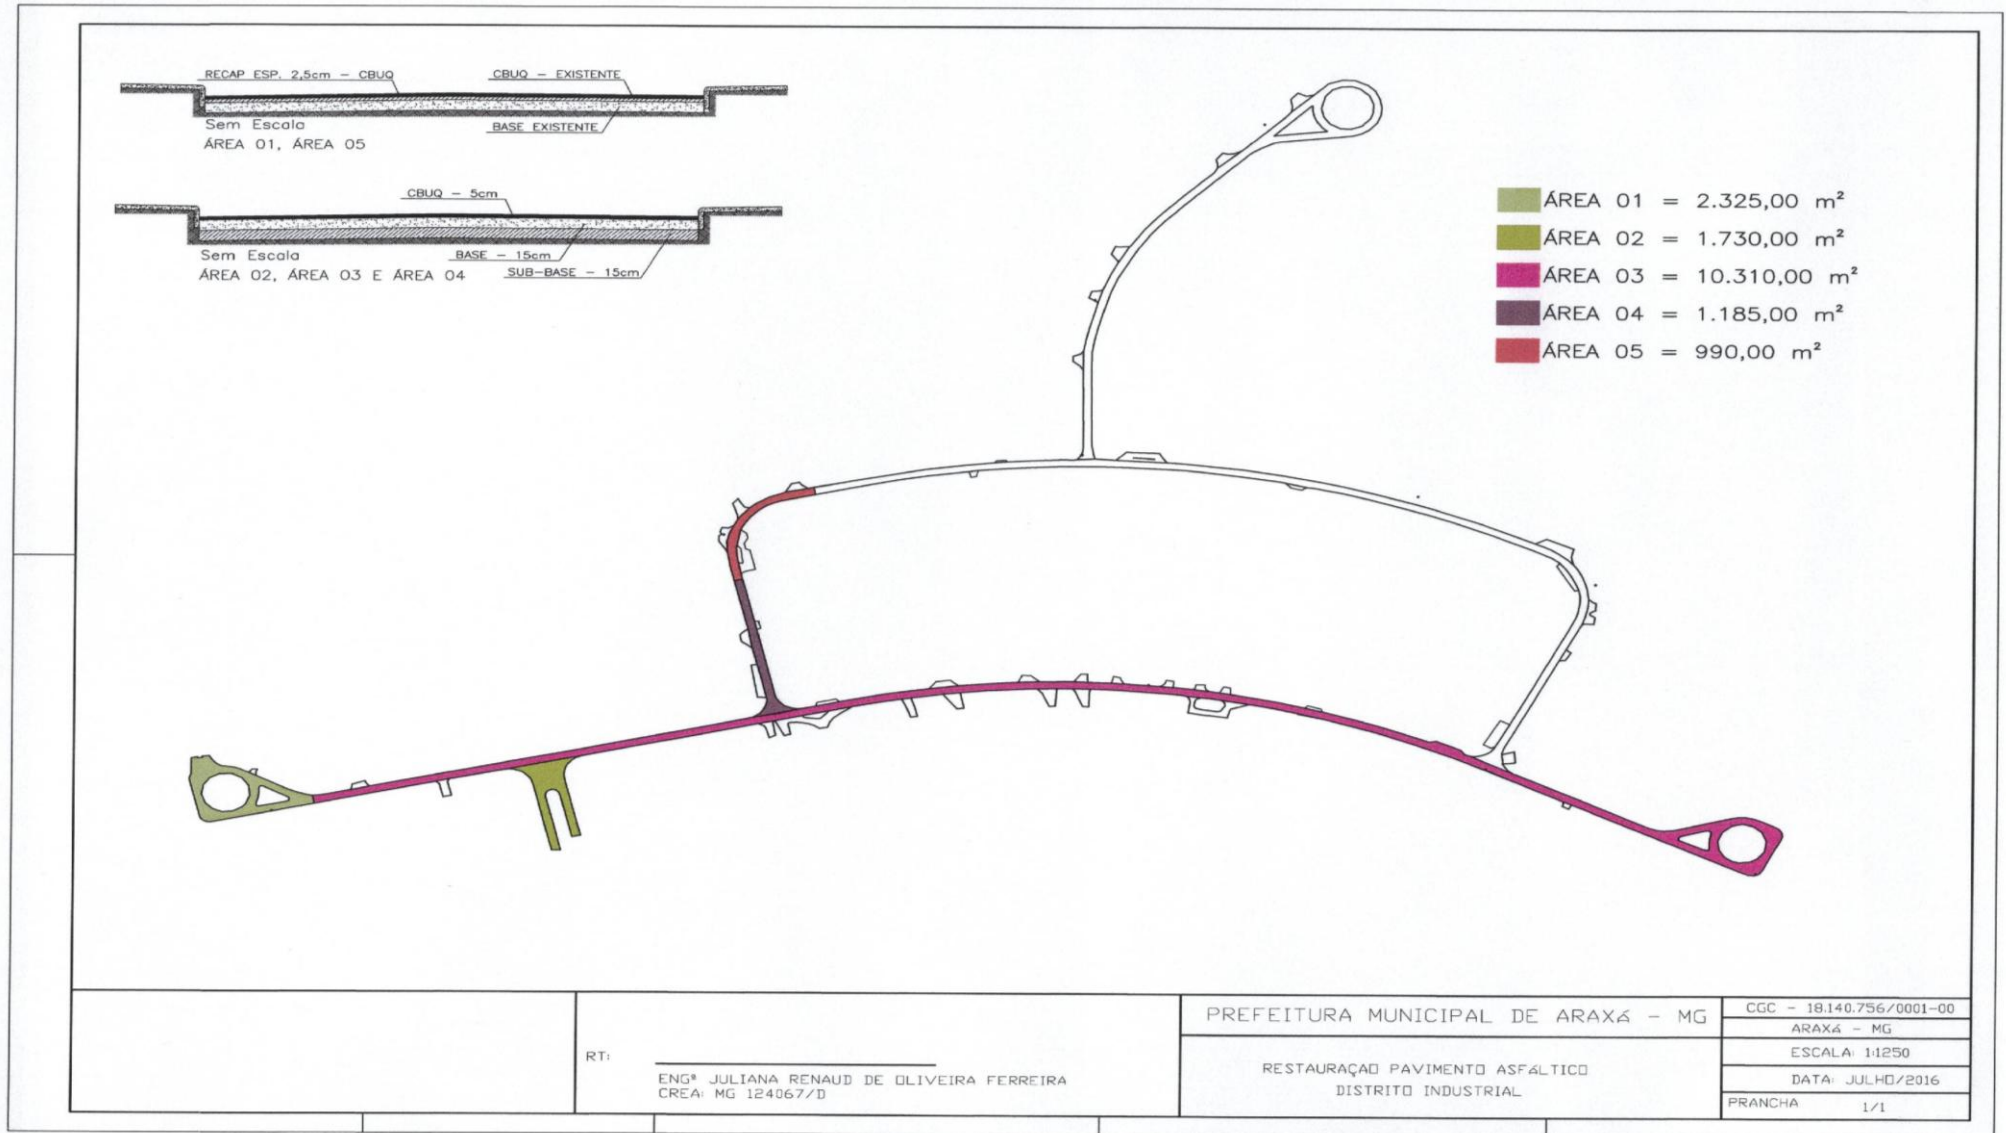 RECAP ESP. 2,5cm - CBUQ
CBUQ - EXISTENTE
Sem Escala
BASE EXISTENTE
ÁREA 01, ÁREA 05
CBUQ - 5cm
Sem Escala
BASE - 15cm
ÁREA 02, ÁREA 03 E ÁREA 04
SUB-BASE - 15cm
ÁREA 01 = 2.325,00 m²
ÁREA 02 = 1.730,00 m²
ÁREA 03 = 10.310,00 m²
ÁREA 04 = 1.185,00 m²
ÁREA 05 = 990,00 m²
RT:
ENGª JULIANA RENAUD DE OLIVEIRA FERREIRA
CREA: MG 124067/D
PREFEITURA MUNICIPAL DE ARAXá - MG
RESTAURAÇAO PAVIMENTO ASFáLTICO
DISTRITO INDUSTRIAL
CGC - 18.140.756/0001-00
ARAXá - MG
ESCALA: 1:1250
DATA: JULHO/2016
PRANCHA 1/1